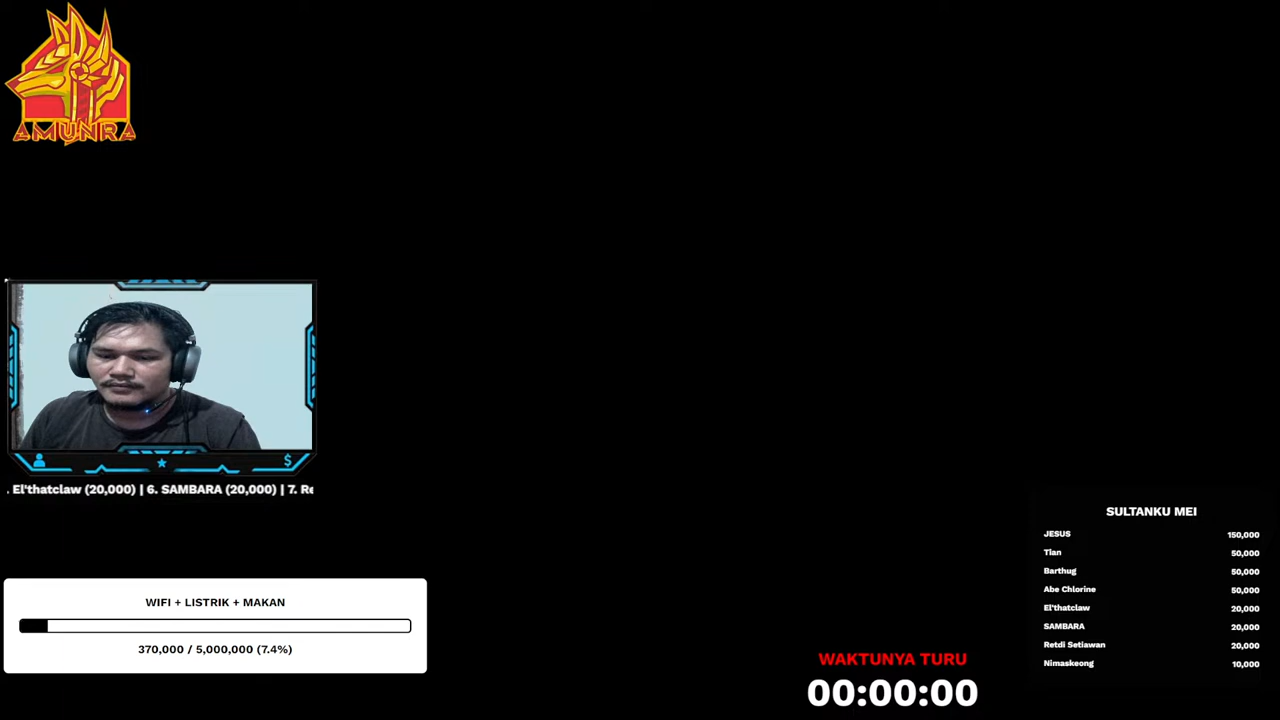 AMUNRA
. El'thatclaw (20,000) | 6. SAMBARA (20,000) | 7. Re
WIFI + LISTRIK + MAKAN
370,000 / 5,000,000 (7.4%)
WAKTUNYA TURU
00:00:00
SULTANKU MEI
JESUS 150,000
Tian 50,000
Barthug 50,000
Abe Chlorine 50,000
El'thatclaw 20,000
SAMBARA 20,000
Retdi Setiawan 20,000
Nimaskeong 10,000